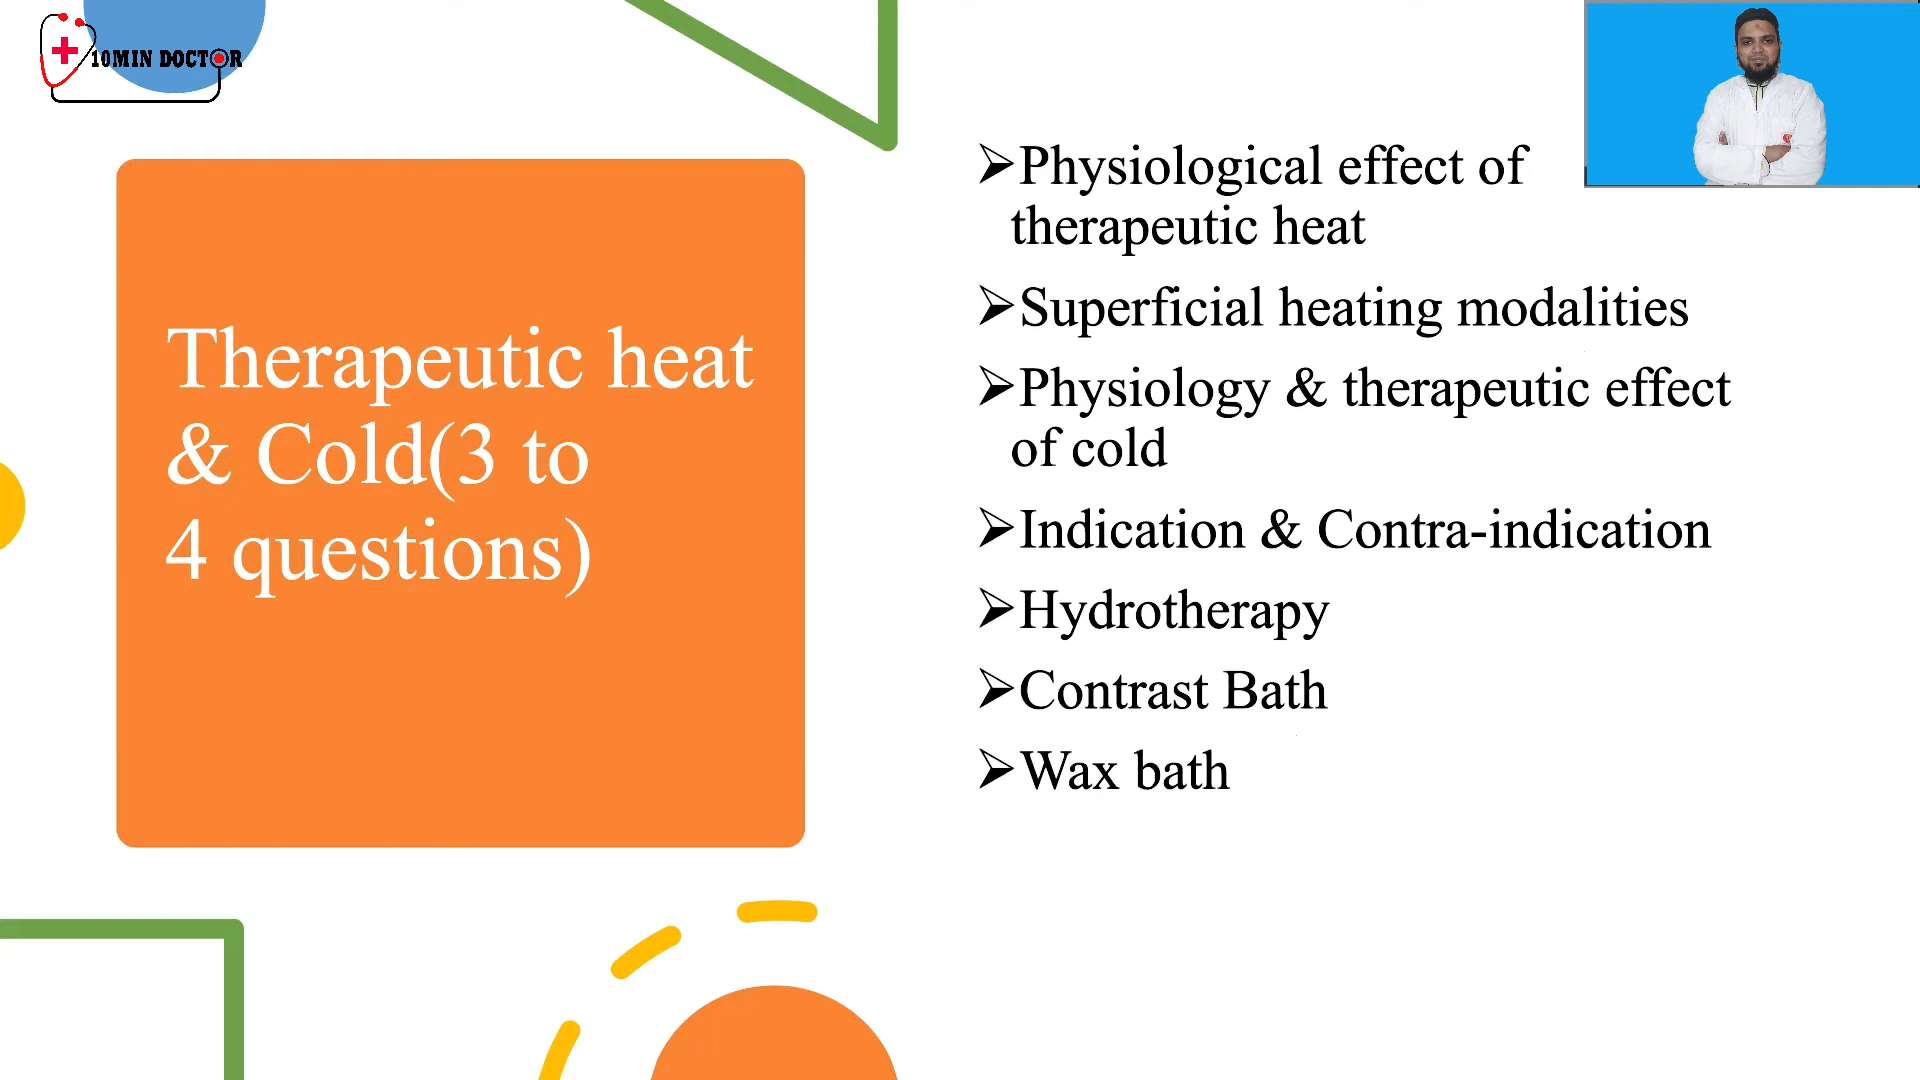 10MIN DOCTOR
Therapeutic heat
& Cold(3 to
4 questions)
➢Physiological effect of
therapeutic heat
➢Superficial heating modalities
➢Physiology & therapeutic effect
of cold
➢Indication & Contra-indication
➢Hydrotherapy
➢Contrast Bath
➢Wax bath